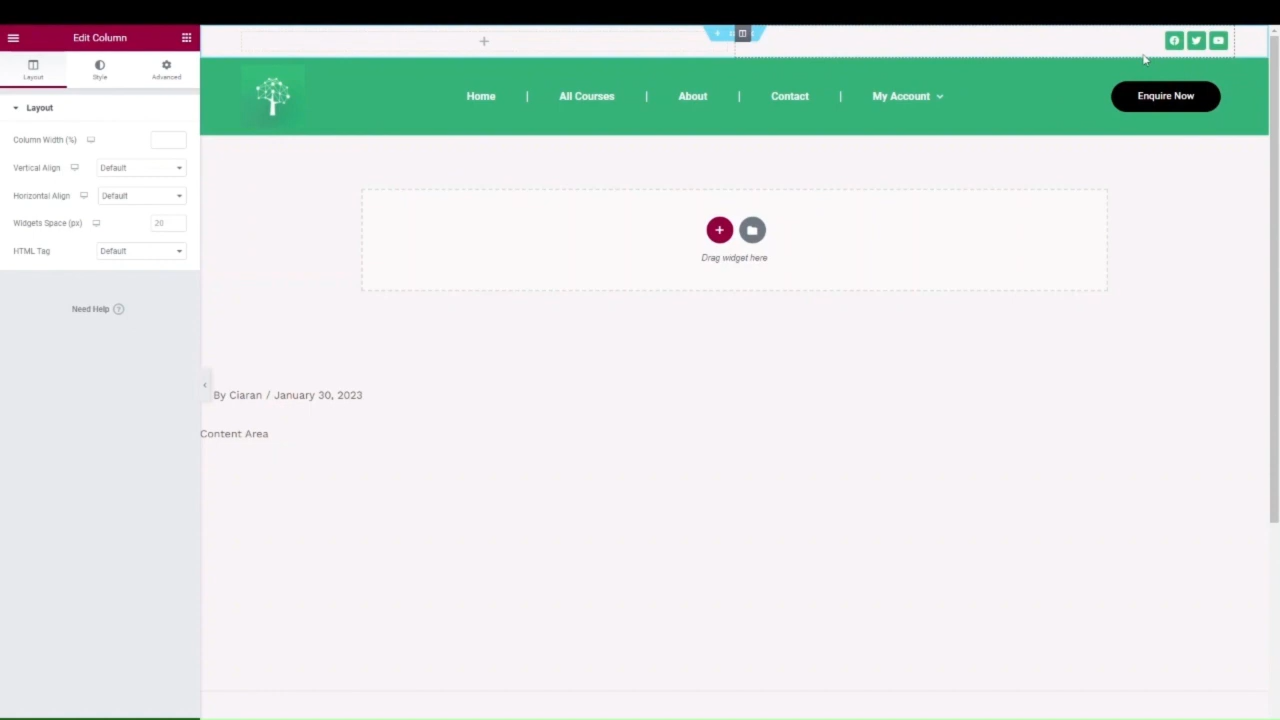 Edit Column
Layout
Style
Advanced
Layout
Column Width (%)
Vertical Align
Default
Horizontal Align
Default
Widgets Space (px)
20
HTML Tag
Default
Need Help
Home | All Courses | About | Contact | My Account
Enquire Now
Drag widget here
By Ciaran / January 30, 2023
Content Area